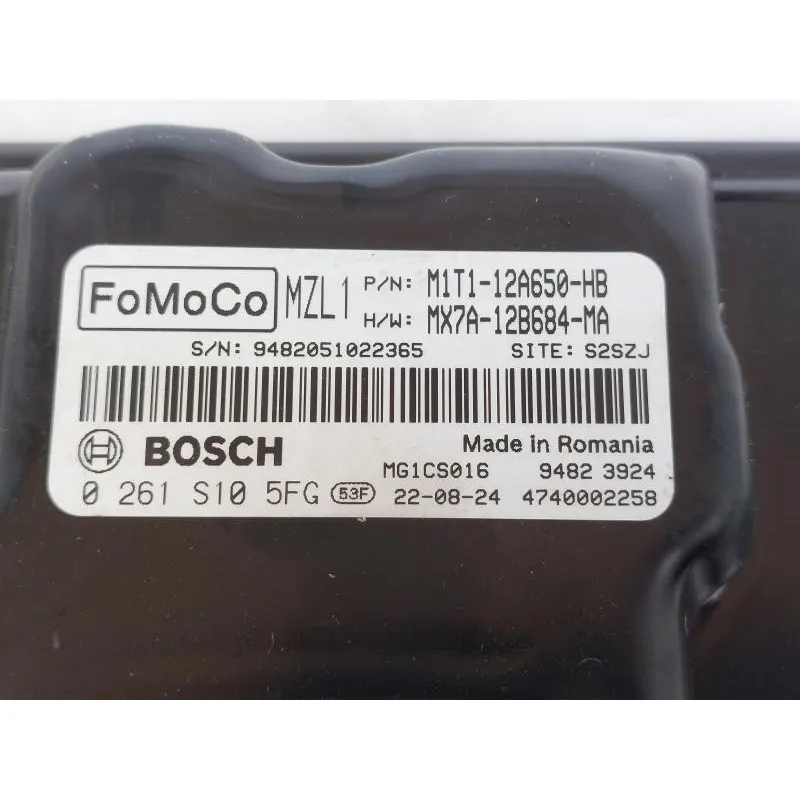 FoMoCo MZL1 P/N: M1T1-12A650-HB
H/W: MX7A-12B684-MA
S/N: 9482051022365 SITE: S2SZJ
BOSCH Made in Romania
MG1CS016 9482 3924
0 261 S10 5FG 53F 22-08-24 4740002258